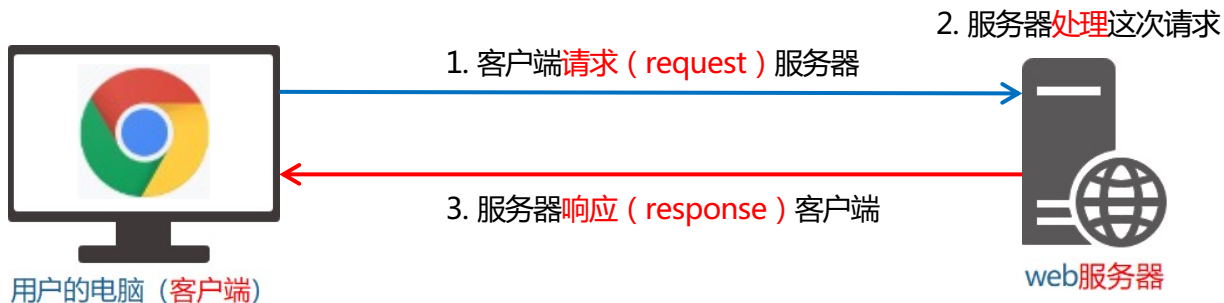 2. 服务器处理这次请求
1. 客户端请求（request）服务器
3. 服务器响应（response）客户端
用户的电脑（客户端）
web服务器